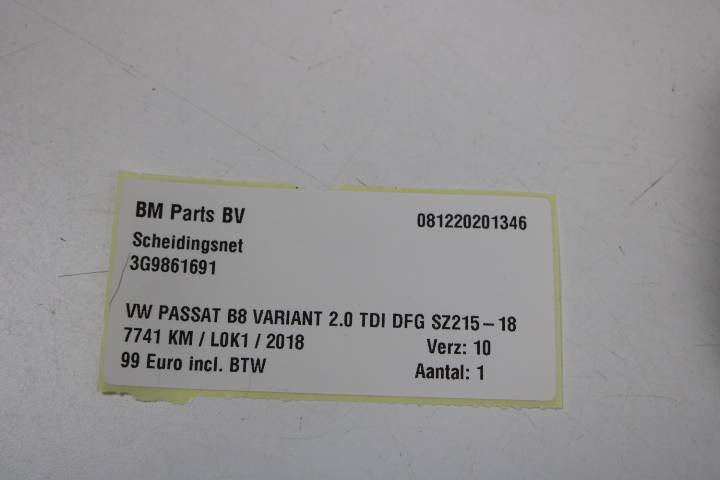 BM Parts BV 081220201346
Scheidingsnet
3G9861691
VW PASSAT B8 VARIANT 2.0 TDI DFG SZ215-18
7741 KM / L0K1 / 2018 Verz: 10
99 Euro incl. BTW Aantal: 1